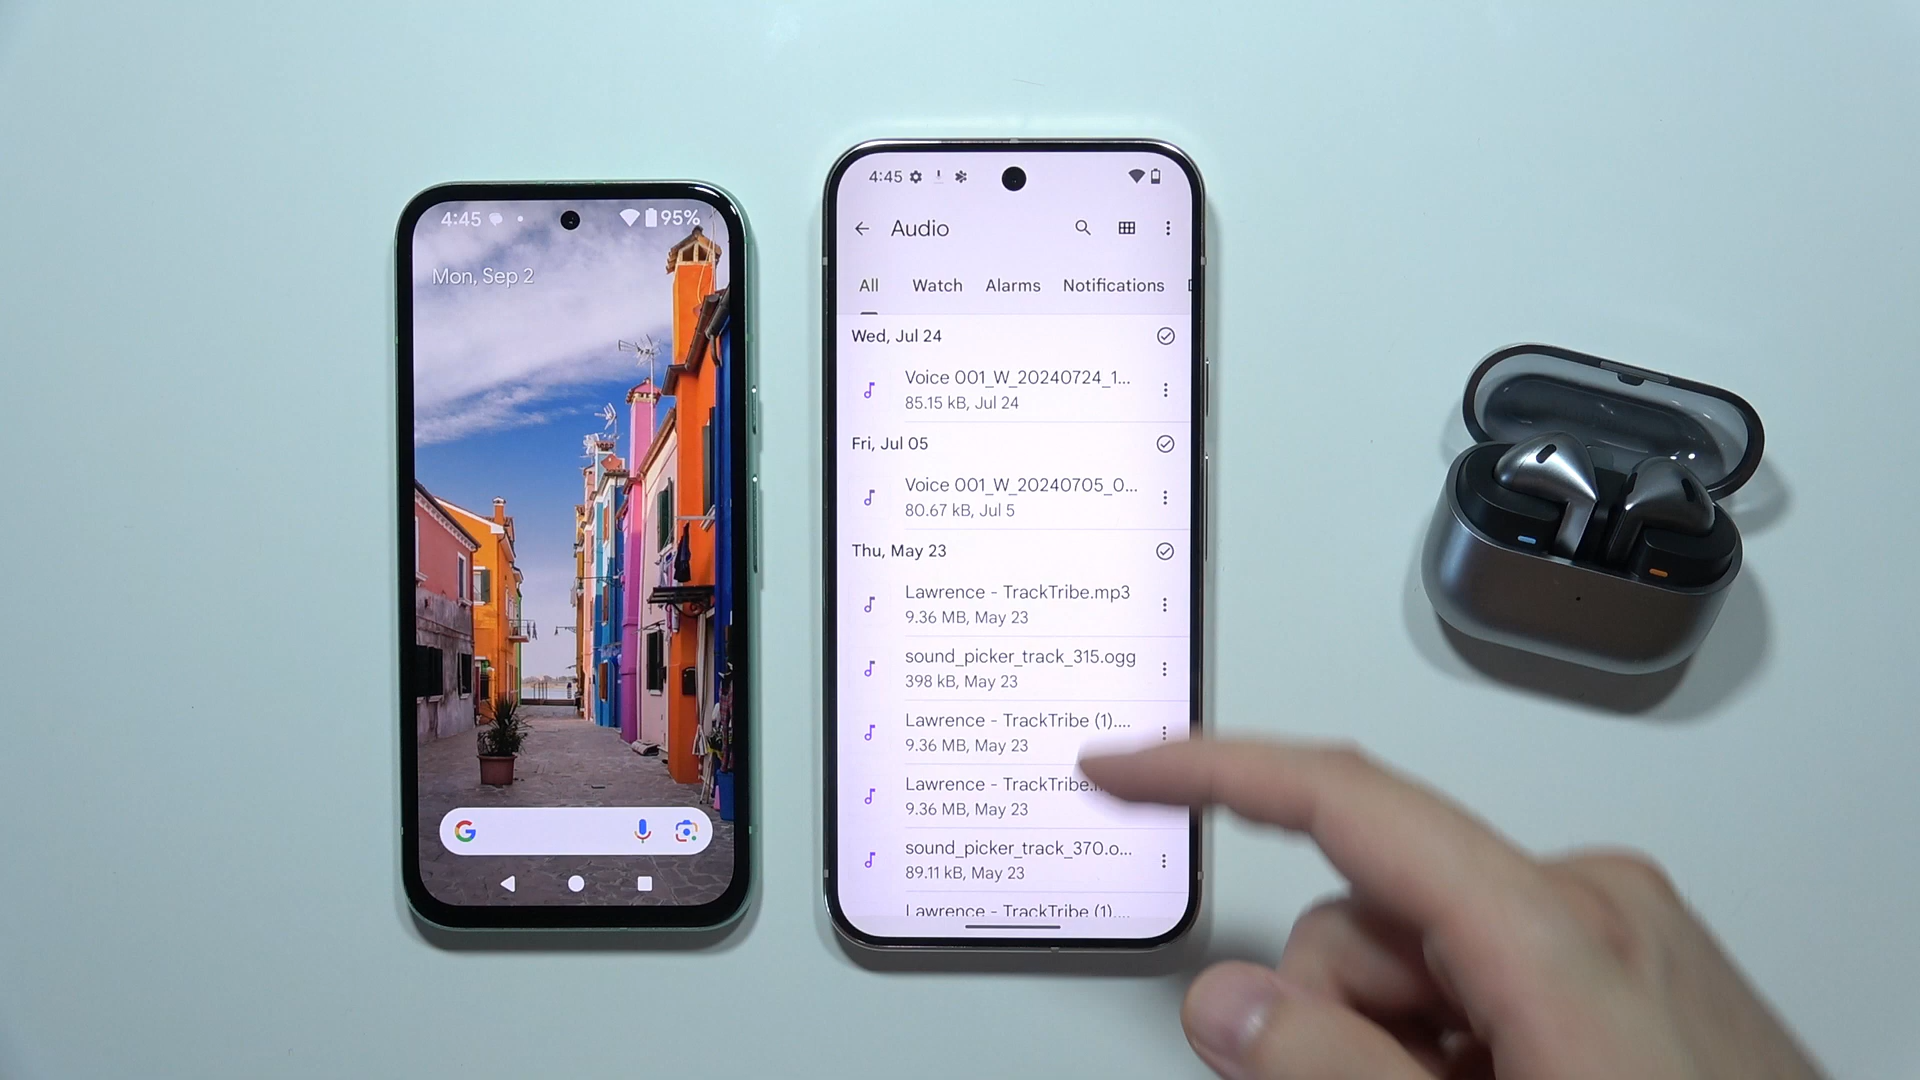 4:45
95%
Mon, Sep 2
4:45
Audio
All
Watch
Alarms
Notifications
Wed, Jul 24
Voice 001_W_20240724_1...
85.15 kB, Jul 24
Fri, Jul 05
Voice 001_W_20240705_0...
80.67 kB, Jul 5
Thu, May 23
Lawrence - TrackTribe.mp3
9.36 MB, May 23
sound_picker_track_315.ogg
398 kB, May 23
Lawrence - TrackTribe (1)....
9.36 MB, May 23
Lawrence - TrackTribe.
9.36 MB, May 23
sound_picker_track_370.o...
89.11 kB, May 23
Lawrence - TrackTribe (1)....